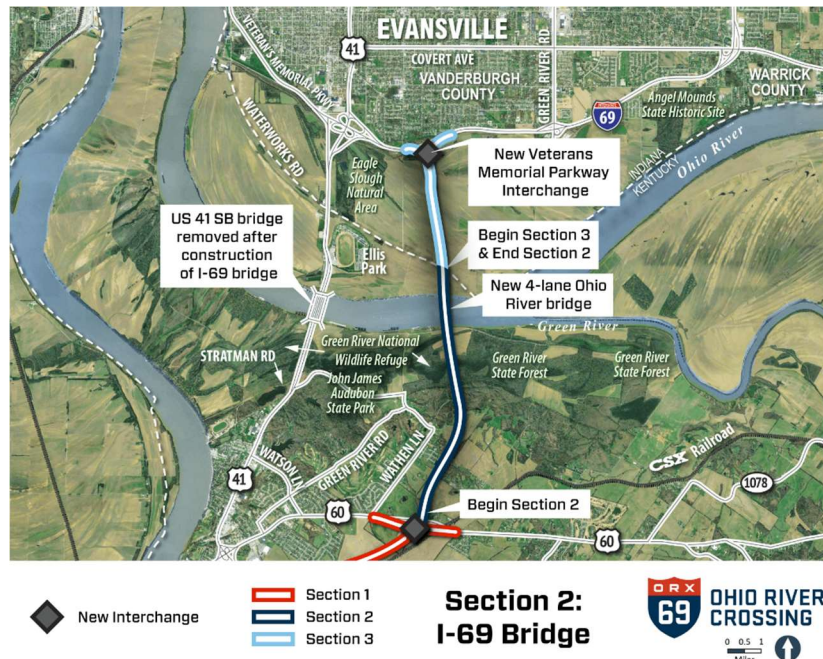 EVANSVILLE
41
COVERT AVE
VETERAN'S MEMORIAL PKWY
VANDERBURGH
COUNTY
GREEN RIVER RD
WARRICK
COUNTY
69
Angel Mounds
State Historic Site
WATERWORKS RD
INDIANA
KENTUCKY
Ohio River
New Veterans
Memorial Parkway
Interchange
Eagle
Slough
Natural
Area
US 41 SB bridge
removed after
construction
of I-69 bridge
Ellis
Park
Begin Section 3
& End Section 2
New 4-lane Ohio
River bridge
Green River
STRATMAN RD
Green River National
Wildlife Refuge
Green River
State Forest
Green River
State Forest
John James
Audubon
State Park
WATSON LN
GREEN RIVER RD
WATHEN LN
CSX Railroad
41
1078
60
Begin Section 2
60
New Interchange
Section 1
Section 2
Section 3
Section 2:
I-69 Bridge
ORX
69
OHIO RIVER
CROSSING
0 0.5 1
Miles